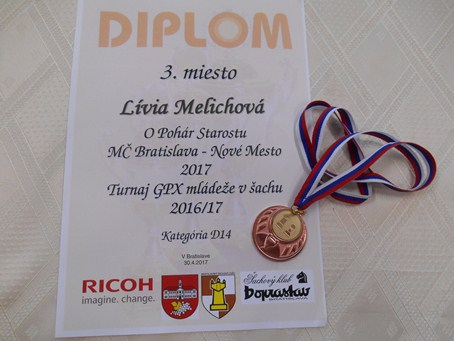 DIPLOM
3. miesto
Lívia Melichová
O Pohár Starostu
MČ Bratislava - Nové Mesto
2017
Turnaj GPX mládeže v šachu
2016/17
Kategória D14
V Bratislave
30.4.2017
RICOH
imagine. change.
Šachový klub
Doprastav